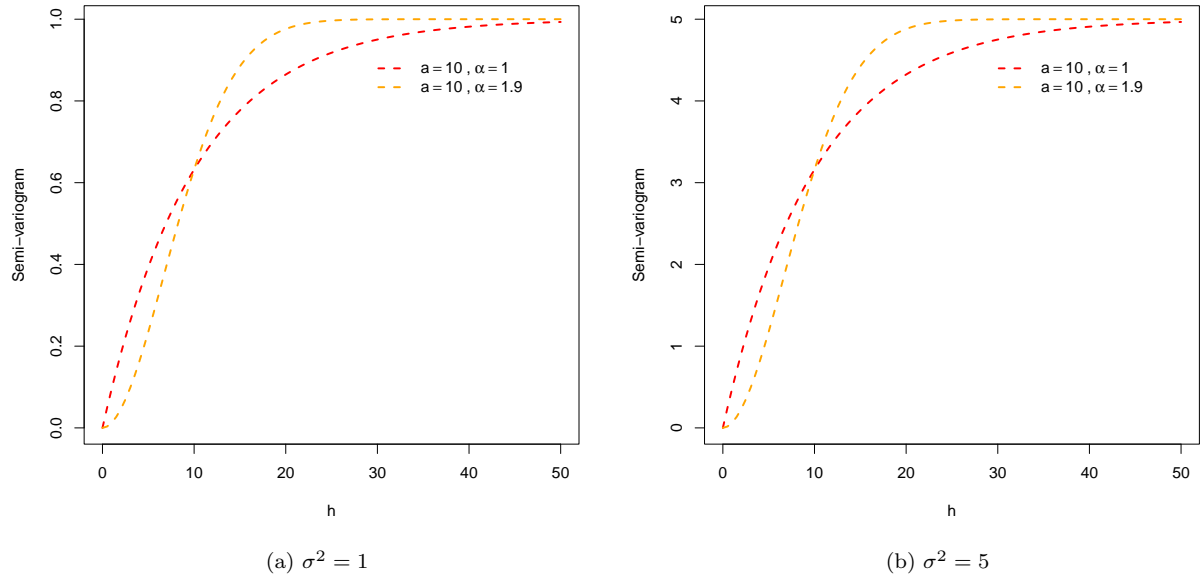 Semi−variogram
1.0
0.8
0.6
0.4
0.2
0.0
a = 10 , α = 1
a = 10 , α = 1.9
0 10 20 30 40 50
h
(a) σ² = 1
Semi−variogram
5
4
3
2
1
0
a = 10 , α = 1
a = 10 , α = 1.9
0 10 20 30 40 50
h
(b) σ² = 5